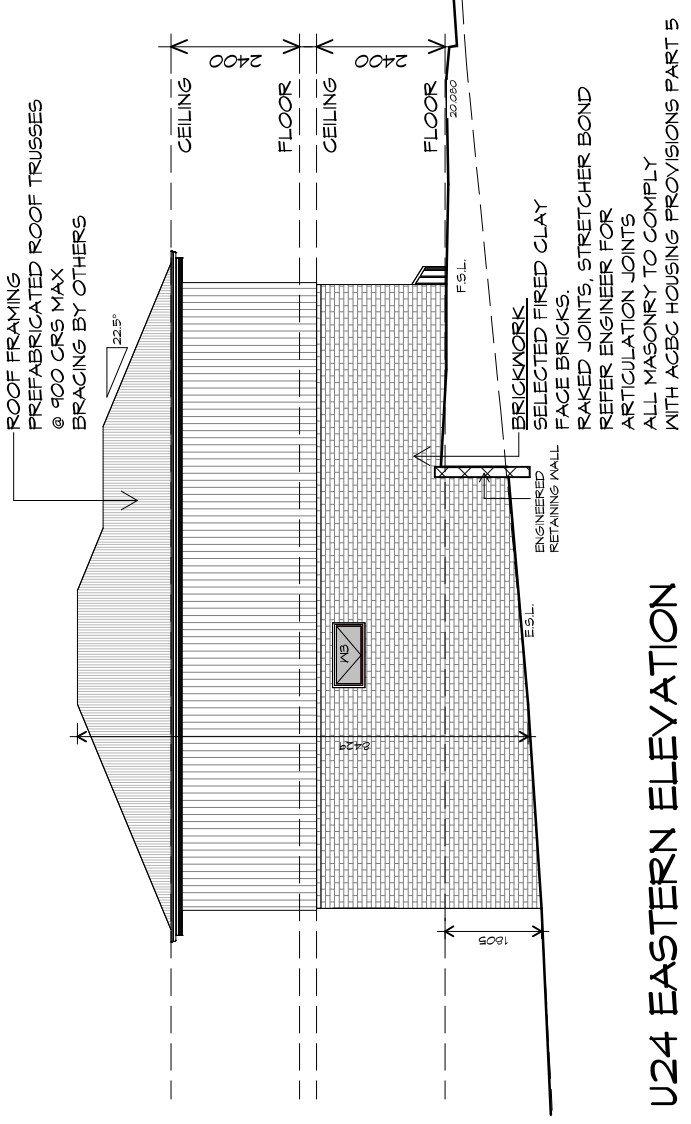 ROOF FRAMING
PREFABRICATED ROOF TRUSSES
@ 900 CRS MAX
BRACING BY OTHERS
22.5°
CEILING
2400
FLOOR
CEILING
2400
FLOOR
20.080
W3
8429
1805
F.S.L.
E.S.L.
ENGINEERED
RETAINING WALL
BRICKWORK
SELECTED FIRED CLAY
FACE BRICKS.
RAKED JOINTS, STRETCHER BOND
REFER ENGINEER FOR
ARTICULATION JOINTS
ALL MASONRY TO COMPLY
WITH ACBC HOUSING PROVISIONS PART 5
U24 EASTERN ELEVATION